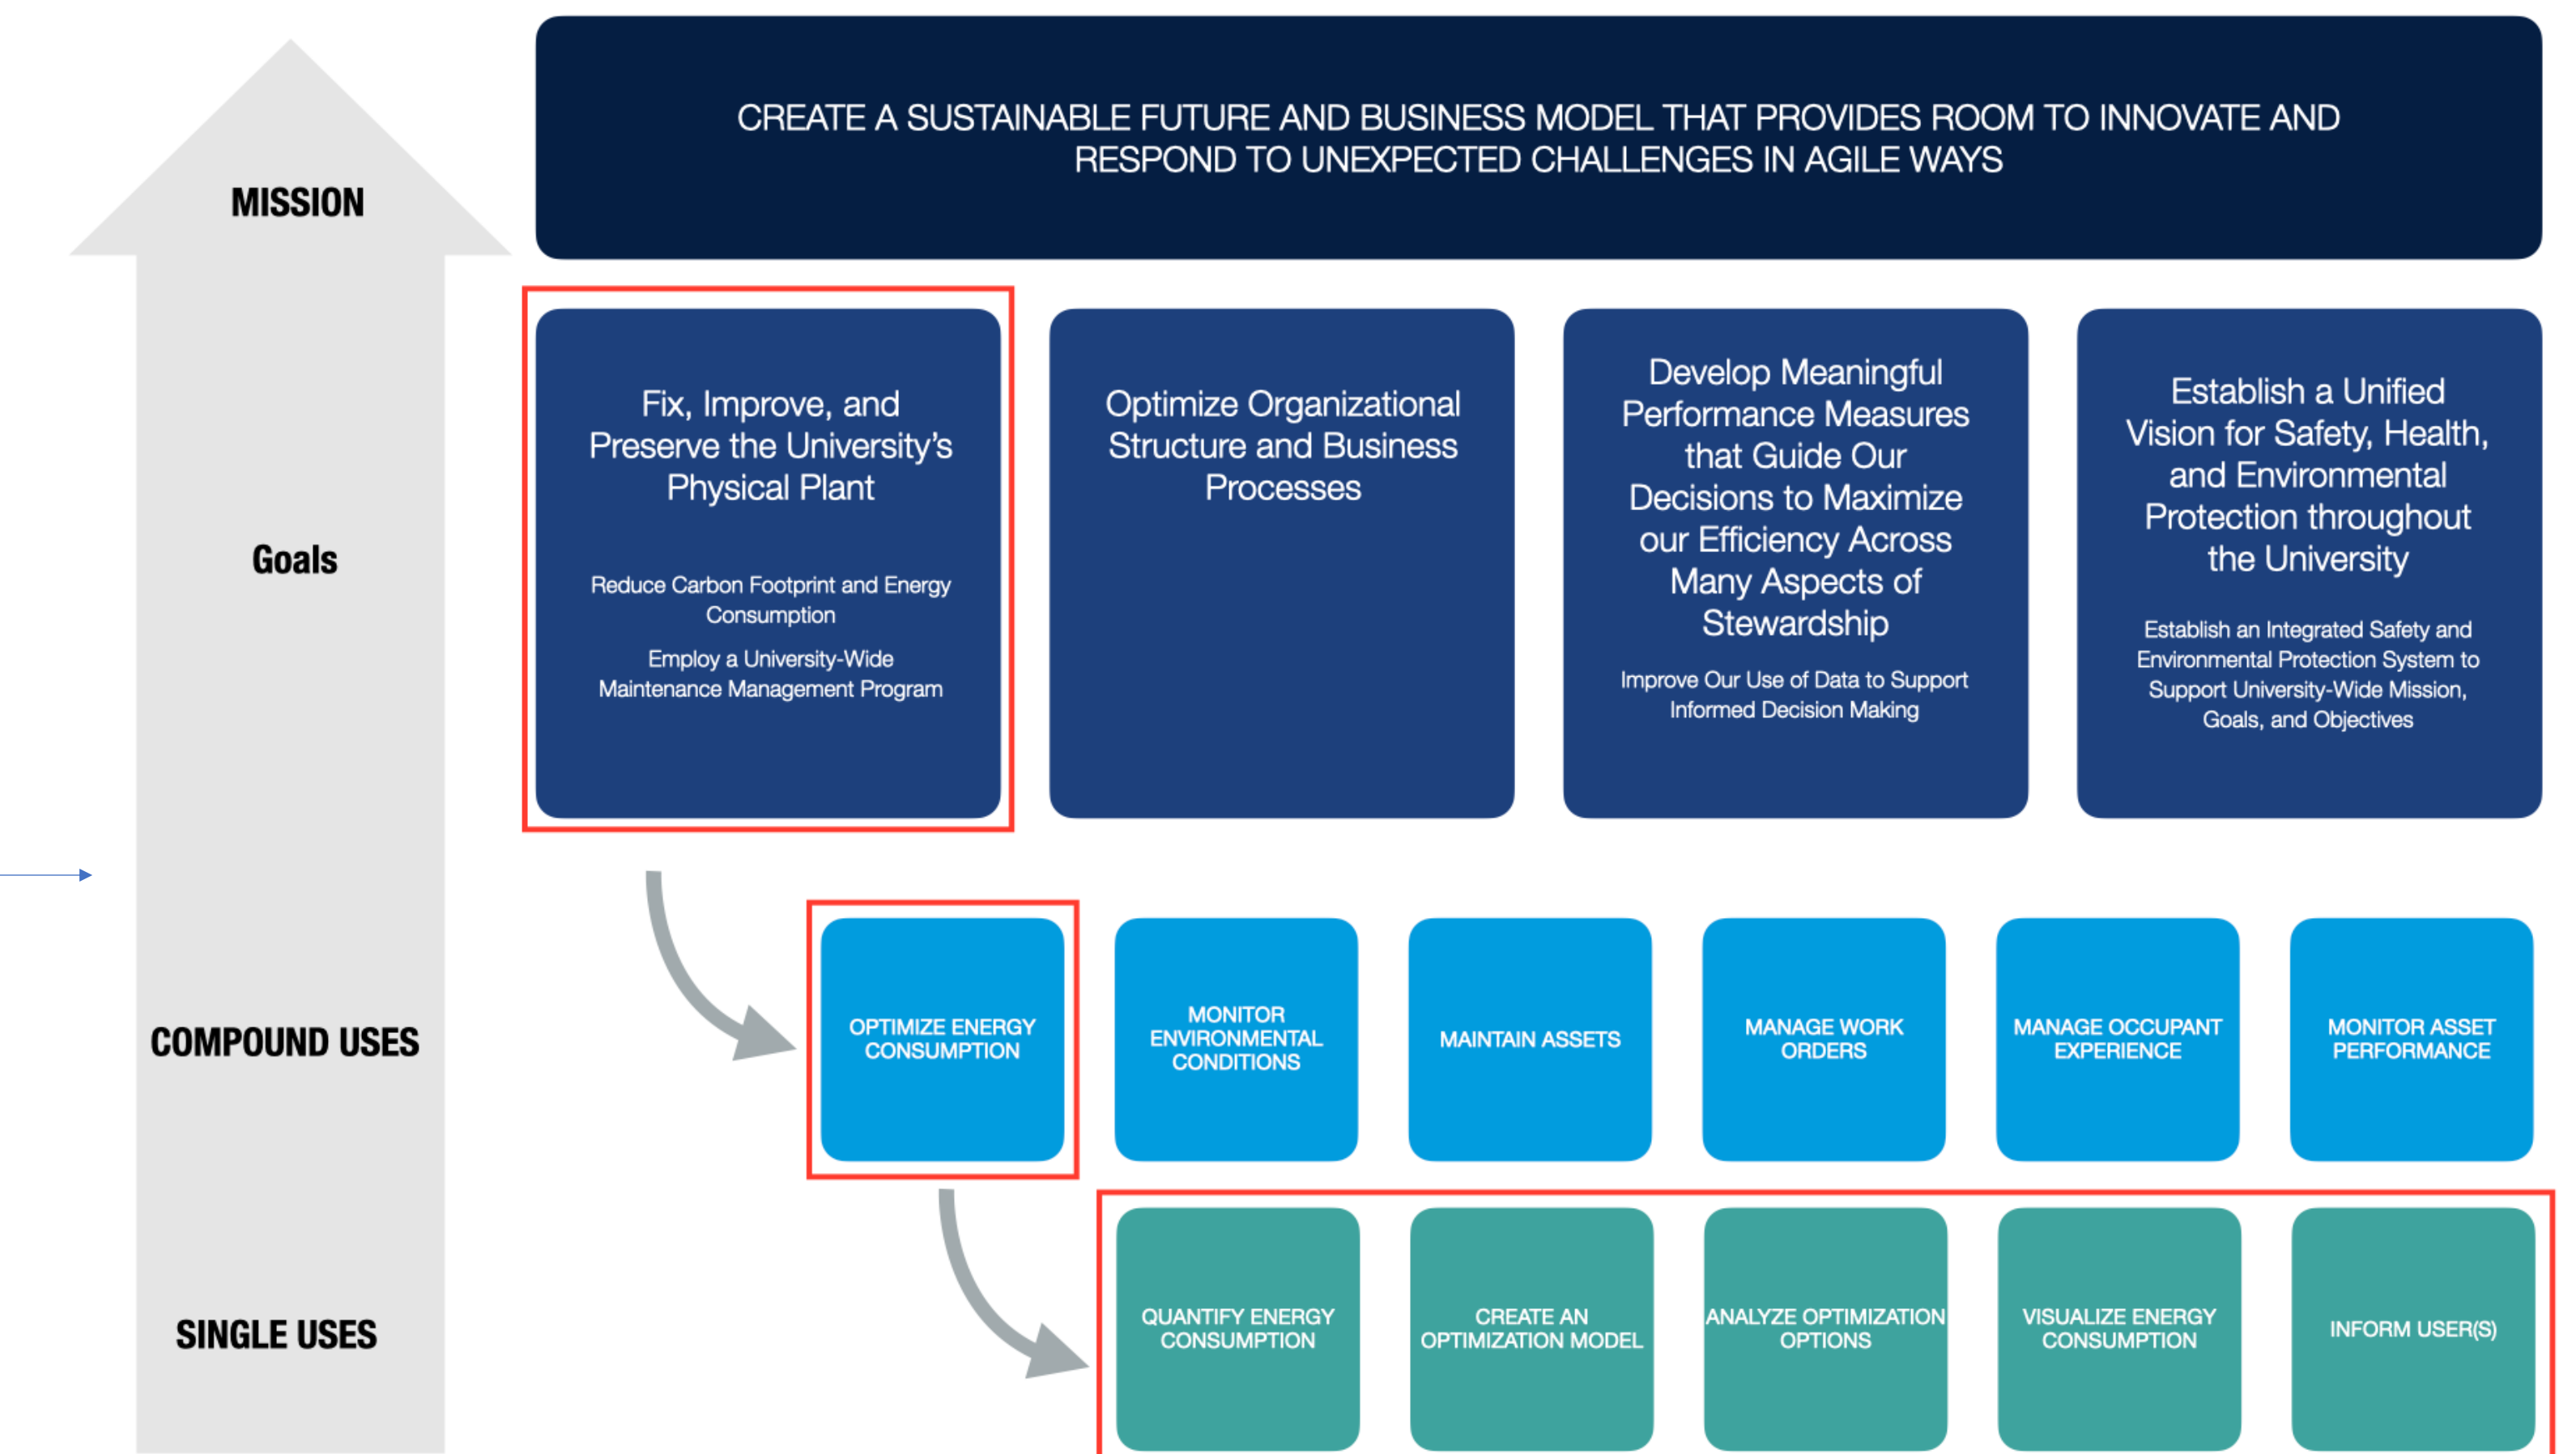 MISSION
CREATE A SUSTAINABLE FUTURE AND BUSINESS MODEL THAT PROVIDES ROOM TO INNOVATE AND
RESPOND TO UNEXPECTED CHALLENGES IN AGILE WAYS
Goals
Fix, Improve, and
Preserve the University’s
Physical Plant
Reduce Carbon Footprint and Energy
Consumption
Employ a University-Wide
Maintenance Management Program
Optimize Organizational
Structure and Business
Processes
Develop Meaningful
Performance Measures
that Guide Our
Decisions to Maximize
our Efficiency Across
Many Aspects of
Stewardship
Improve Our Use of Data to Support
Informed Decision Making
Establish a Unified
Vision for Safety, Health,
and Environmental
Protection throughout
the University
Establish an Integrated Safety and
Environmental Protection System to
Support University-Wide Mission,
Goals, and Objectives
COMPOUND USES
OPTIMIZE ENERGY
CONSUMPTION
MONITOR
ENVIRONMENTAL
CONDITIONS
MAINTAIN ASSETS
MANAGE WORK
ORDERS
MANAGE OCCUPANT
EXPERIENCE
MONITOR ASSET
PERFORMANCE
SINGLE USES
QUANTIFY ENERGY
CONSUMPTION
CREATE AN
OPTIMIZATION MODEL
ANALYZE OPTIMIZATION
OPTIONS
VISUALIZE ENERGY
CONSUMPTION
INFORM USER(S)